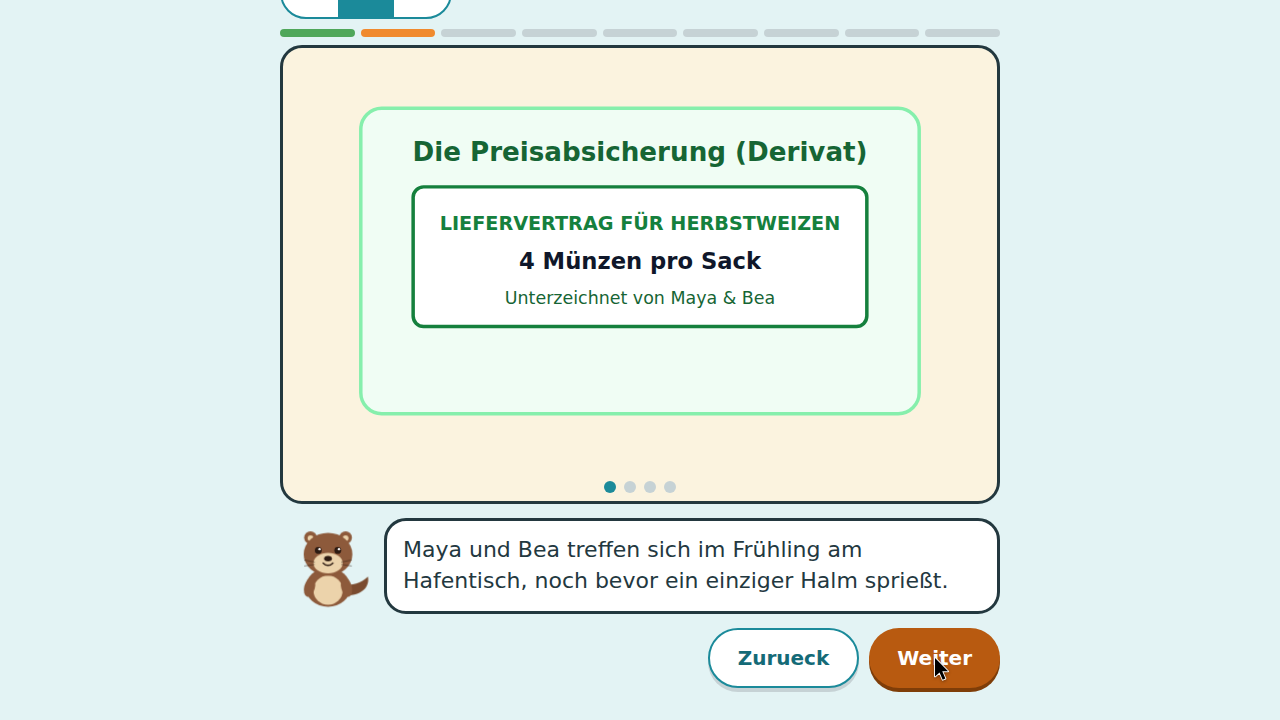 Die Preisabsicherung (Derivat)
LIEFERVERTRAG FÜR HERBSTWEIZEN
4 Münzen pro Sack
Unterzeichnet von Maya & Bea
Maya und Bea treffen sich im Frühling am
Hafentisch, noch bevor ein einziger Halm sprießt.
Zurueck
Weiter